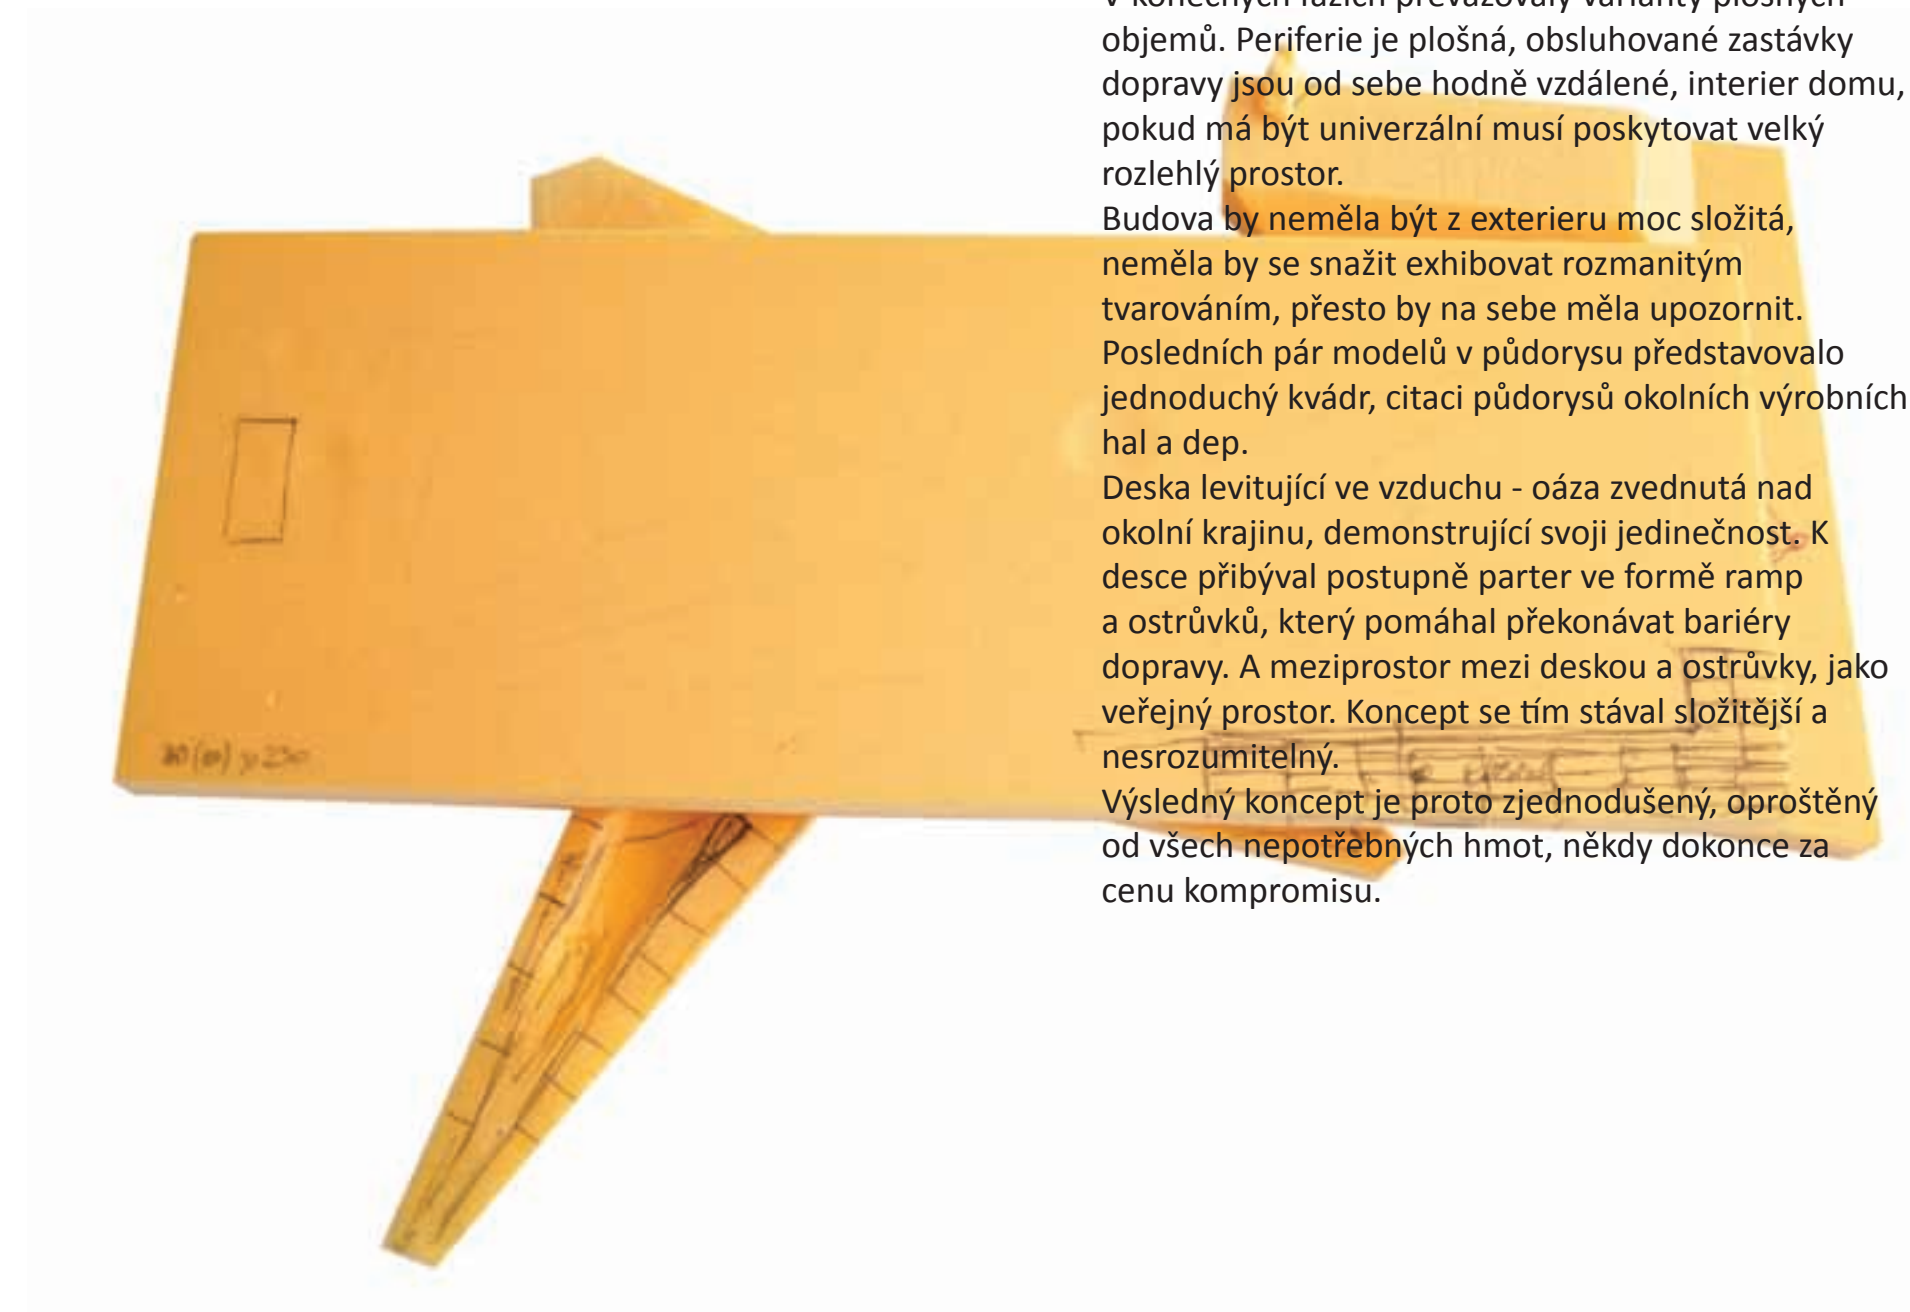 V konečných fázích převažovaly varianty plošných
objemů. Periferie je plošná, obsluhované zastávky
dopravy jsou od sebe hodně vzdálené, interier domu,
pokud má být univerzální musí poskytovat velký
rozlehlý prostor.
Budova by neměla být z exterieru moc složitá,
neměla by se snažit exhibovat rozmanitým
tvarováním, přesto by na sebe měla upozornit.
Posledních pár modelů v půdorysu představovalo
jednoduchý kvádr, citaci půdorysů okolních výrobních
hal a dep.
Deska levitující ve vzduchu - oáza zvednutá nad
okolní krajinu, demonstrující svoji jedinečnost. K
desce přibýval postupně parter ve formě ramp
a ostrůvků, který pomáhal překonávat bariéry
dopravy. A meziprostor mezi deskou a ostrůvky, jako
veřejný prostor. Koncept se tím stával složitější a
nesrozumitelný.
Výsledný koncept je proto zjednodušený, oproštěný
od všech nepotřebných hmot, někdy dokonce za
cenu kompromisu.